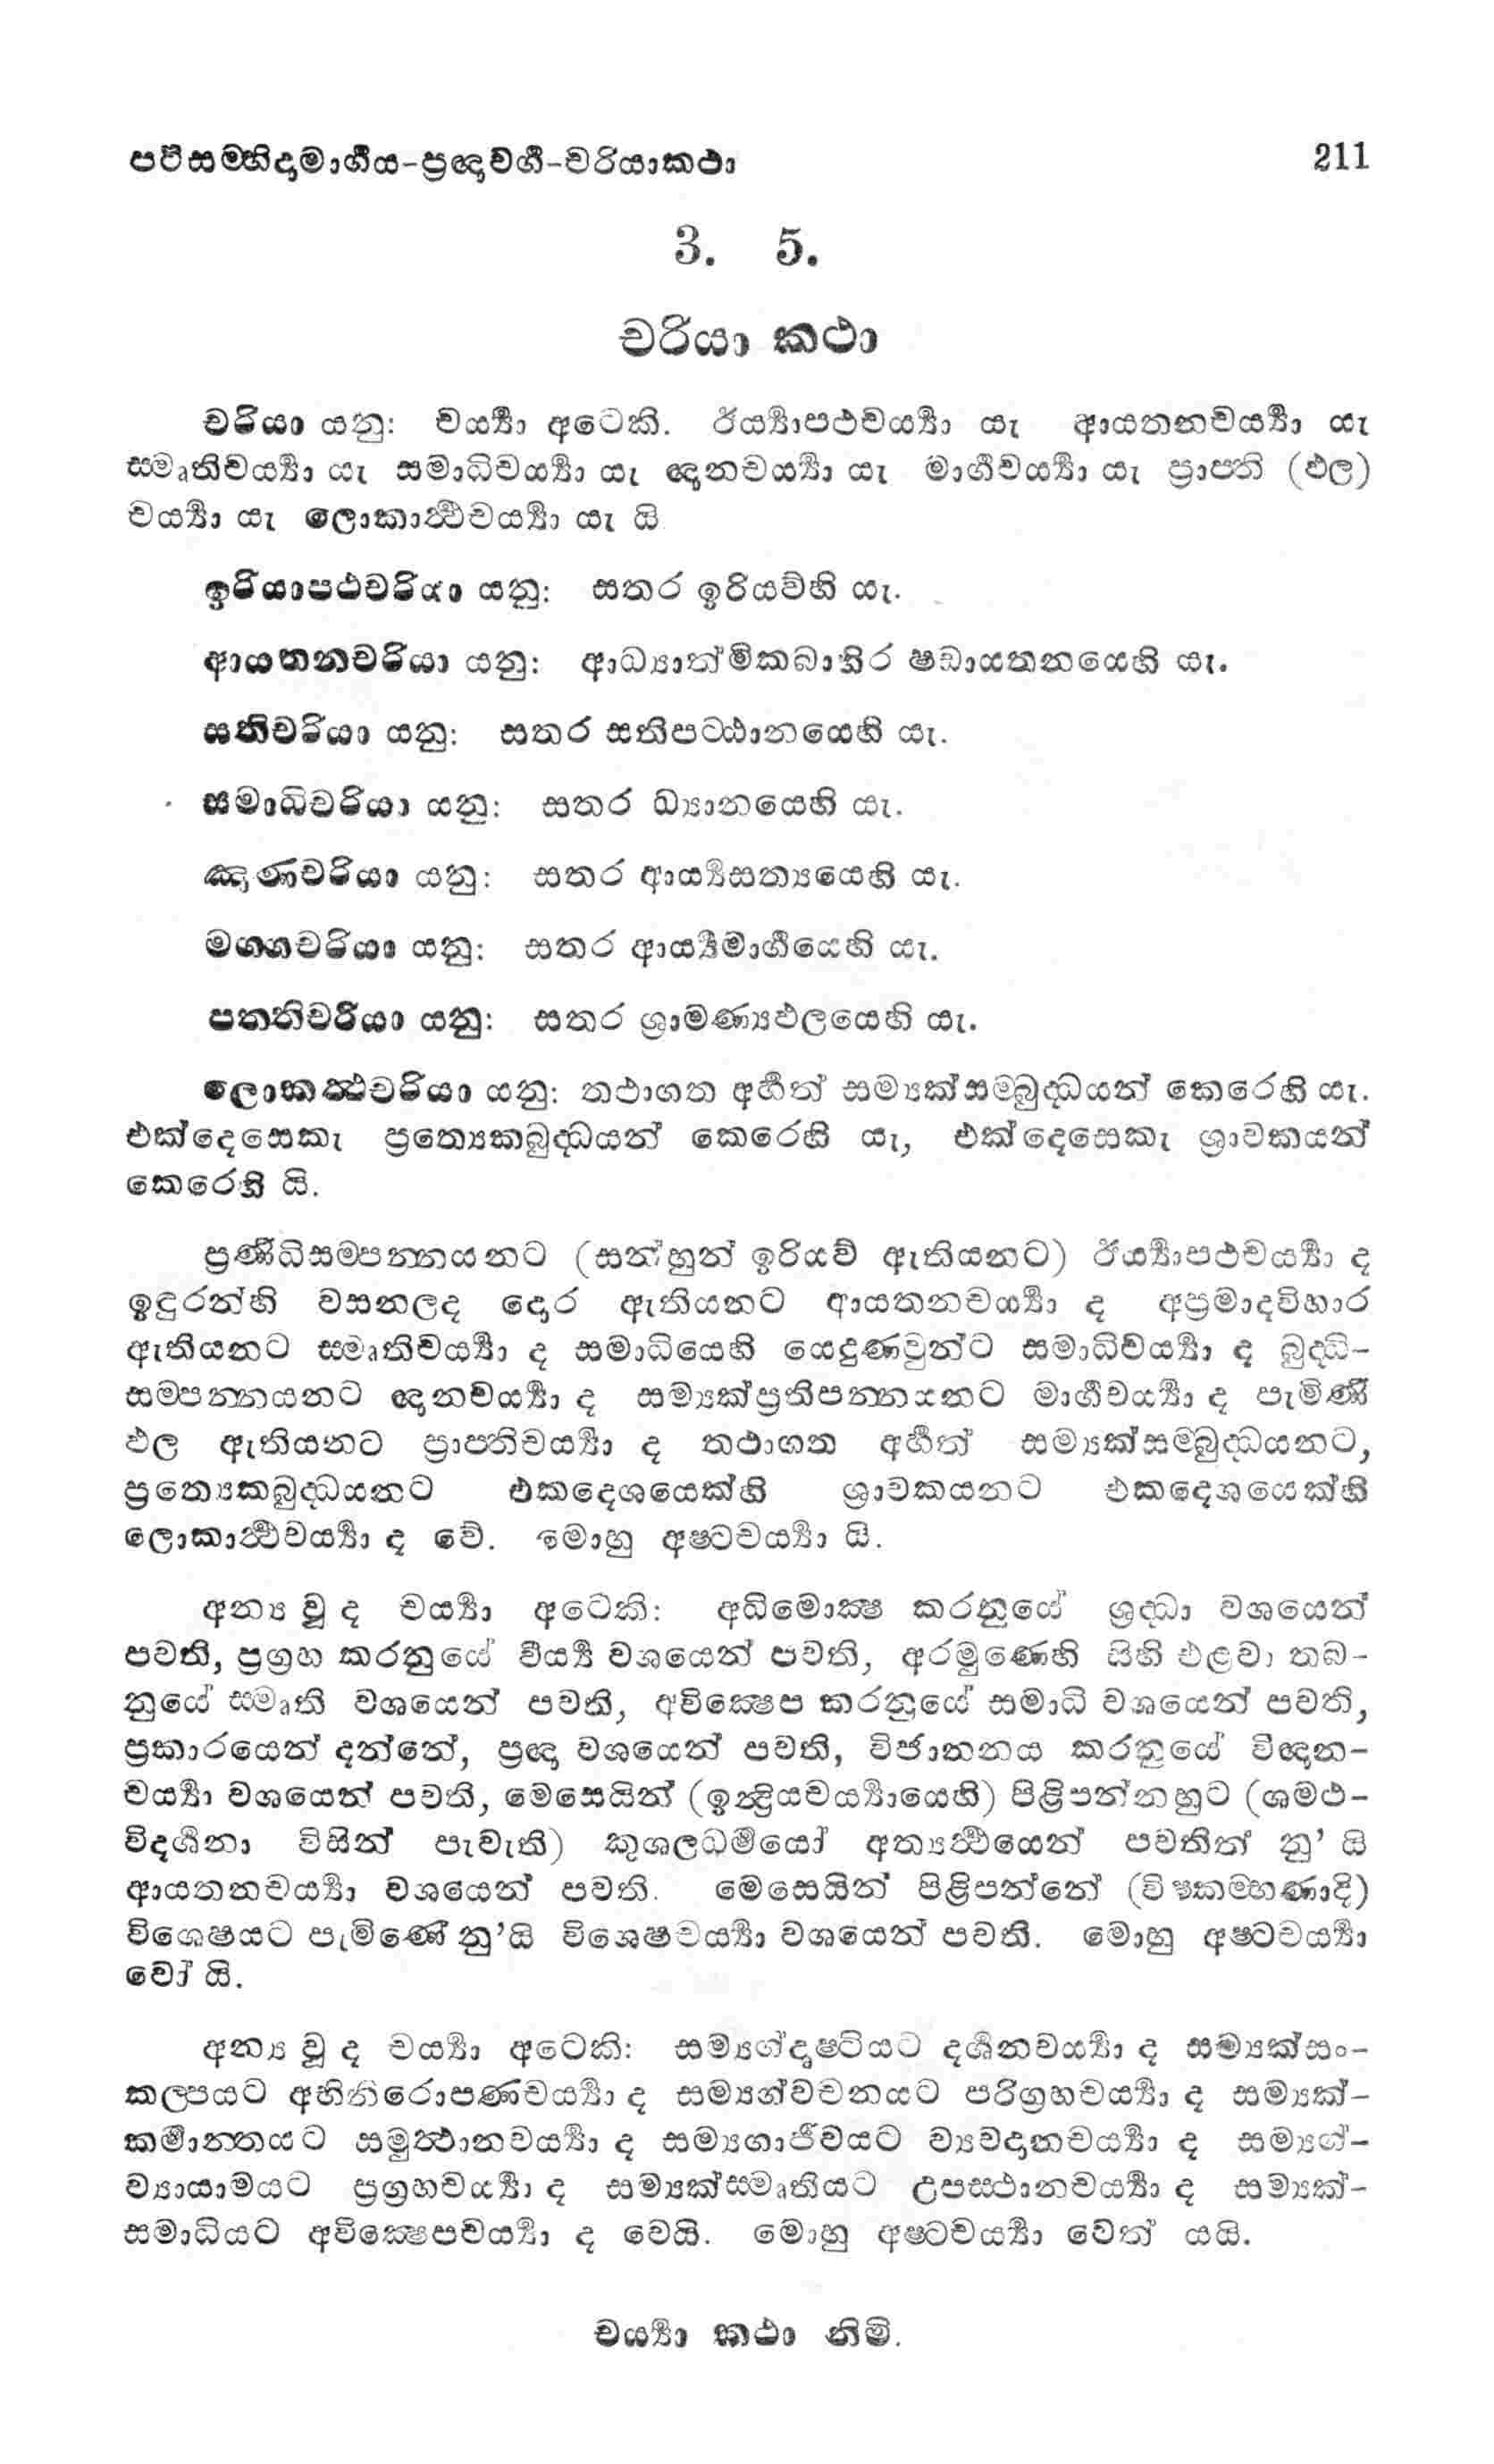 පටිසම්භිදාමාර්ගය-ප්‍රඥාවර්ග-චරියාකථා 211
3. 5.
චරියා කථා
චරියා යනු: චර්‍ය්‍යා අටෙකි. ඊර්‍ය්‍යාපථචර්‍ය්‍යා යැ ආයතනචර්‍ය්‍යා යැ
සමෘතිචර්‍ය්‍යා යැ සමාධිචර්‍ය්‍යා යැ ඥානචර්‍ය්‍යා යැ මාර්ගචර්‍ය්‍යා යැ ප්‍රාප්ති (ඵල)
චර්‍ය්‍යා යැ ලොකාර්ත්‍ථචර්‍ය්‍යා යැ යි
ඉරියාපථචරියා යනු: සතර ඉරියව්හි යැ.
ආයතනචරියා යනු: ආධ්‍යාත්මිකබාහිර ෂඩායතනයෙහි යැ.
සතිචරියා යනු: සතර සතිපට්ඨානයෙහි යැ.
සමාධිචරියා යනු: සතර ධ්‍යානයෙහි යැ.
ඤාණචරියා යනු: සතර ආර්‍ය්‍යසත්‍යයෙහි යැ.
මග්ගචරියා යනු: සතර ආර්‍ය්‍යමාර්ගයෙහි යැ.
පත්තිචරියා යනු: සතර ශ්‍රාමණ්‍යඵලයෙහි යැ.
ලොකත්‍ථචරියා යනු: තථාගත අර්හත් සම්‍යක්සම්බුද්ධයන් කෙරෙහි යැ.
එක්දෙසෙකැ ප්‍රත්‍යෙකබුද්ධයන් කෙරෙහි යැ, එක්දෙසෙකැ ශ්‍රාවකයන්
කෙරෙහි යි.
ප්‍රණිධිසම්පන්නයනට (සන්හුන් ඉරියව් ඇතියනට) ඊර්‍ය්‍යාපථචර්‍ය්‍යා ද
ඉඳුරන්හි වසනලද දොර ඇතියනට ආයතනචර්‍ය්‍යා ද අප්‍රමාදවිහාර
ඇතියනට සමෘතිචර්‍ය්‍යා ද සමාධියෙහි යෙදුණවුන්ට සමාධිචර්‍ය්‍යා ද බුද්ධි-
සම්පන්නයනට ඥානචර්‍ය්‍යා ද සම්‍යක්ප්‍රතිපන්නයනට මාර්ගචර්‍ය්‍යා ද පැමිණි
ඵල ඇතියනට ප්‍රාප්තිචර්‍ය්‍යා ද තථාගත අර්හත් සම්‍යක්සම්බුද්ධයනට,
ප්‍රත්‍යෙකබුද්ධයනට එකදෙශයෙක්හි ශ්‍රාවකයනට එකදෙශයෙක්හි
ලොකාර්ත්‍ථචර්‍ය්‍යා ද වේ. මොහු අෂ්ටචර්‍ය්‍යා යි.
අන්‍ය වූ ද චර්‍ය්‍යා අටෙකි: අධිමොක්‍ෂ කරනුයේ ශ්‍රද්ධා වශයෙන්
පවතී, ප්‍රග්‍රහ කරනුයේ වීර්‍ය්‍ය වශයෙන් පවතී, අරමුණෙහි සිහි එළවා තබ-
නුයේ සමෘති වශයෙන් පවතී, අවික්‍ෂෙප කරනුයේ සමාධි වශයෙන් පවතී,
ප්‍රකාරයෙන් දන්නේ, ප්‍රඥා වශයෙන් පවතී, විජානනය කරනුයේ විඥාන-
චර්‍ය්‍යා වශයෙන් පවතී, මෙසෙයින් (ඉන්‍ද්‍රියචර්‍ය්‍යායෙහි) පිළිපන්නහුට (ශමථ-
විදර්ශනා විසින් පැවැති) කුශලධර්මයෝ අත්‍යර්ත්‍ථයෙන් පවතිත් නු' යි
ආයතනචර්‍ය්‍යා වශයෙන් පවතී. මෙසෙයින් පිළිපන්නේ (විෂ්කම්භණාදි)
විශෙෂයට පැමිණේ නු'යි විශෙෂචර්‍ය්‍යා වශයෙන් පවතී. මොහු අෂ්ටචර්‍ය්‍යා
වෝ යි.
අන්‍ය වූ ද චර්‍ය්‍යා අටෙකි: සම්‍යග්දෘෂ්ටියට දර්ශනචර්‍ය්‍යා ද සම්‍යක්සං-
කල්පයට අභිනිරොපණචර්‍ය්‍යා ද සම්‍යග්වචනයට පරිග්‍රහචර්‍ය්‍යා ද සම්‍යක්-
කර්මාන්තයට සමුත්‍ථානචර්‍ය්‍යා ද සම්‍යගාජීවයට ව්‍යවදානචර්‍ය්‍යා ද සම්‍යග්-
ව්‍යායාමයට ප්‍රග්‍රහචර්‍ය්‍යා ද සම්‍යක්සමෘතියට උපස්ථානචර්‍ය්‍යා ද සම්‍යක්-
සමාධියට අවික්‍ෂෙපචර්‍ය්‍යා ද වෙයි. මොහු අෂ්ටචර්‍ය්‍යා වෙත් යයි.
චර්‍ය්‍යා කථා නිමි.